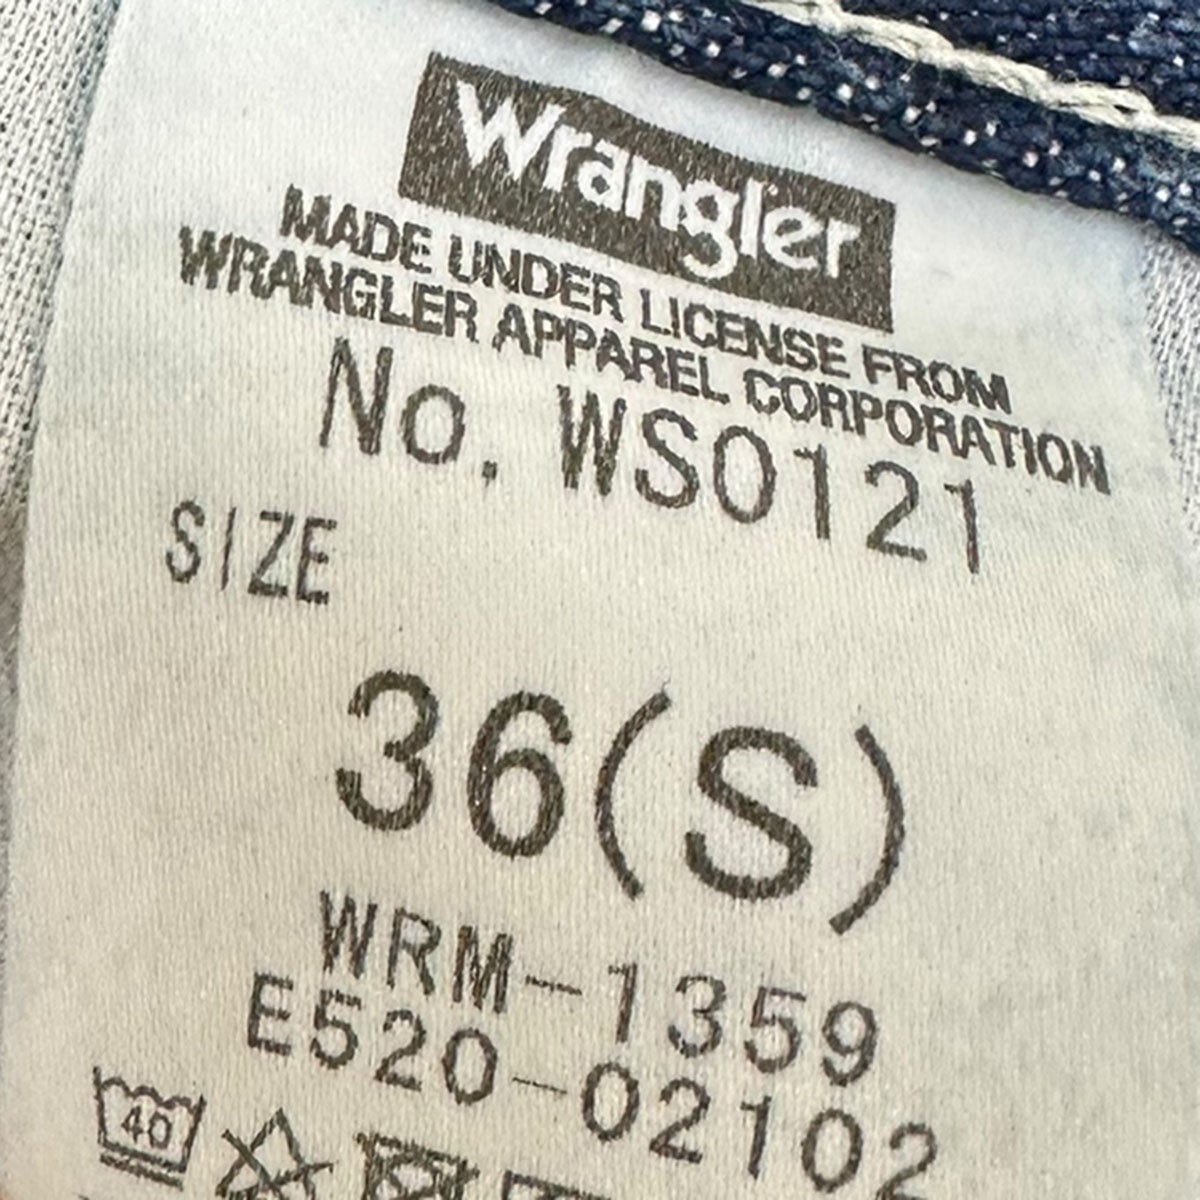 Wrangler
MADE UNDER LICENSE FROM
WRANGLER APPAREL CORPORATION
No. WS0121
SIZE
36(S)
WRM-1359
E520-02102
40